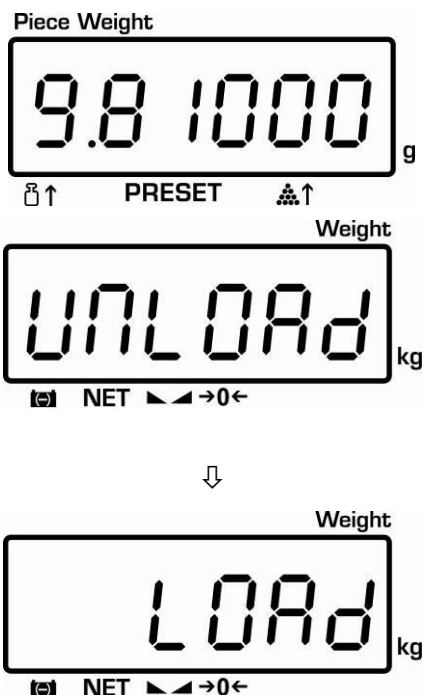 Piece Weight
9.81000 g
PRESET
Weight
UNLOAd kg
NET →0←
⇩
Weight
LOAd kg
NET →0←